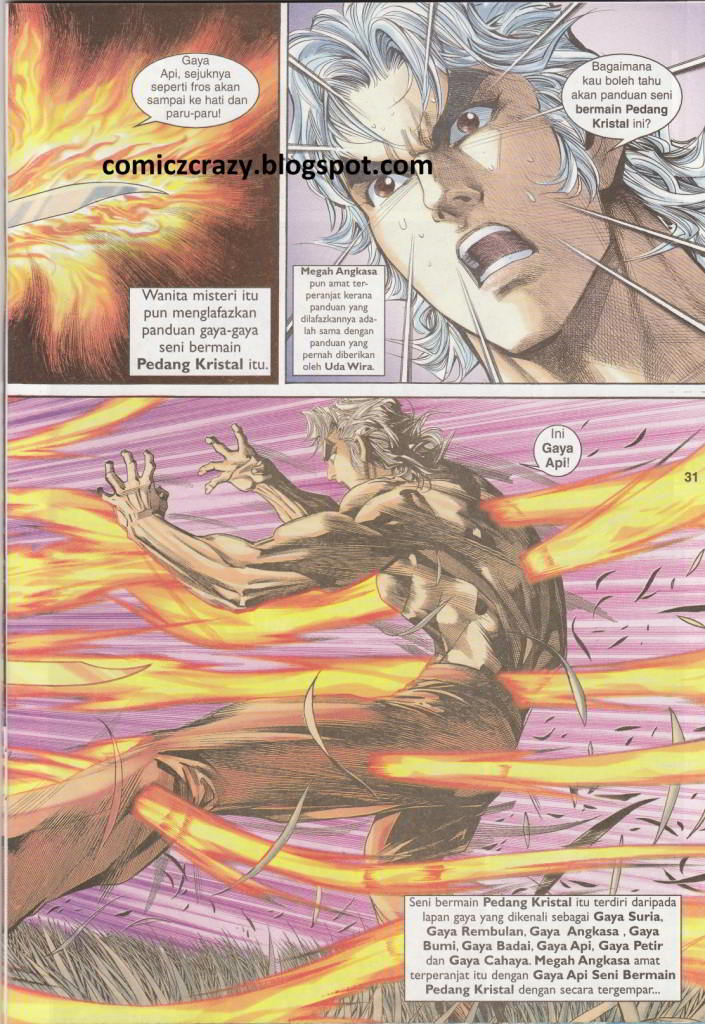 Gaya
Api, sejuknya
seperti fros akan
sampai ke hati dan
paru-paru!
Wanita misteri itu
pun menglafazkan
panduan gaya-gaya
seni bermain
Pedang Kristal itu.
Bagaimana
kau boleh tahu
akan panduan seni
bermain Pedang
Kristal ini?
comiczcrazy.blogspot.com
Megah Angkasa
pun amat ter-
peranjat kerana
panduan yang
dilafazkannya ada-
lah sama dengan
panduan yang
pernah diberikan
oleh Uda Wira.
Ini
Gaya
Api!
31
Seni bermain Pedang Kristal itu terdiri daripada
lapan gaya yang dikenali sebagai Gaya Suria,
Gaya Rembulan, Gaya Angkasa , Gaya
Bumi, Gaya Badai, Gaya Api, Gaya Petir
dan Gaya Cahaya. Megah Angkasa amat
terperanjat itu dengan Gaya Api Seni Bermain
Pedang Kristal dengan secara tergempar...